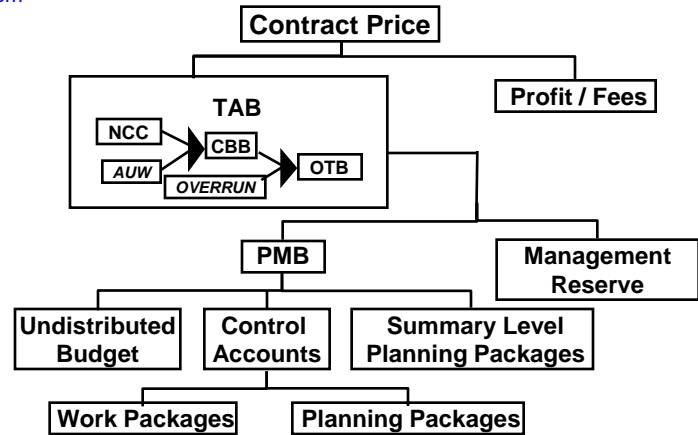 Contract Price
Profit / Fees
TAB
NCC
CBB
AUW
OVERRUN
OTB
PMB
Management
Reserve
Undistributed
Budget
Control
Accounts
Summary Level
Planning Packages
Work Packages
Planning Packages